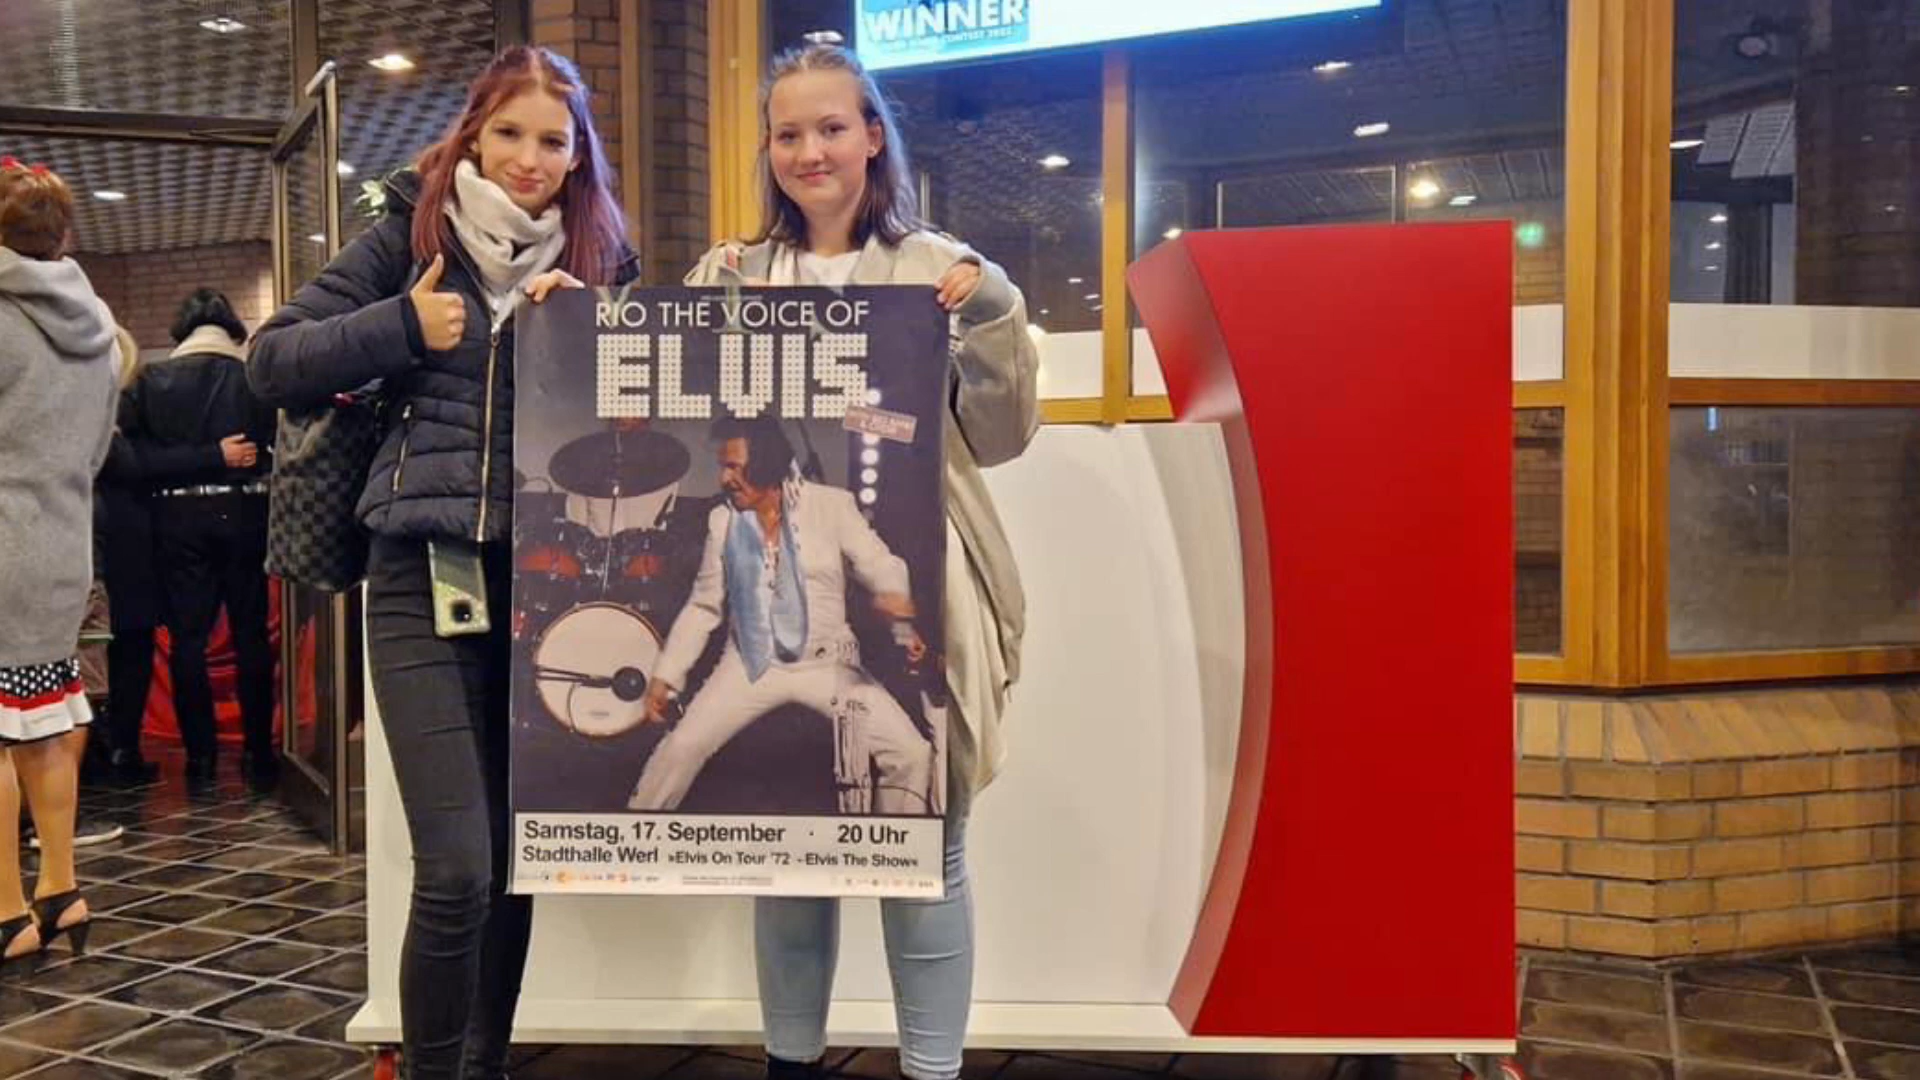 WINNER
RIO THE VOICE OF
ELVIS
Samstag, 17. September · 20 Uhr
Stadthalle Werl »Elvis On Tour '72 - Elvis The Show«